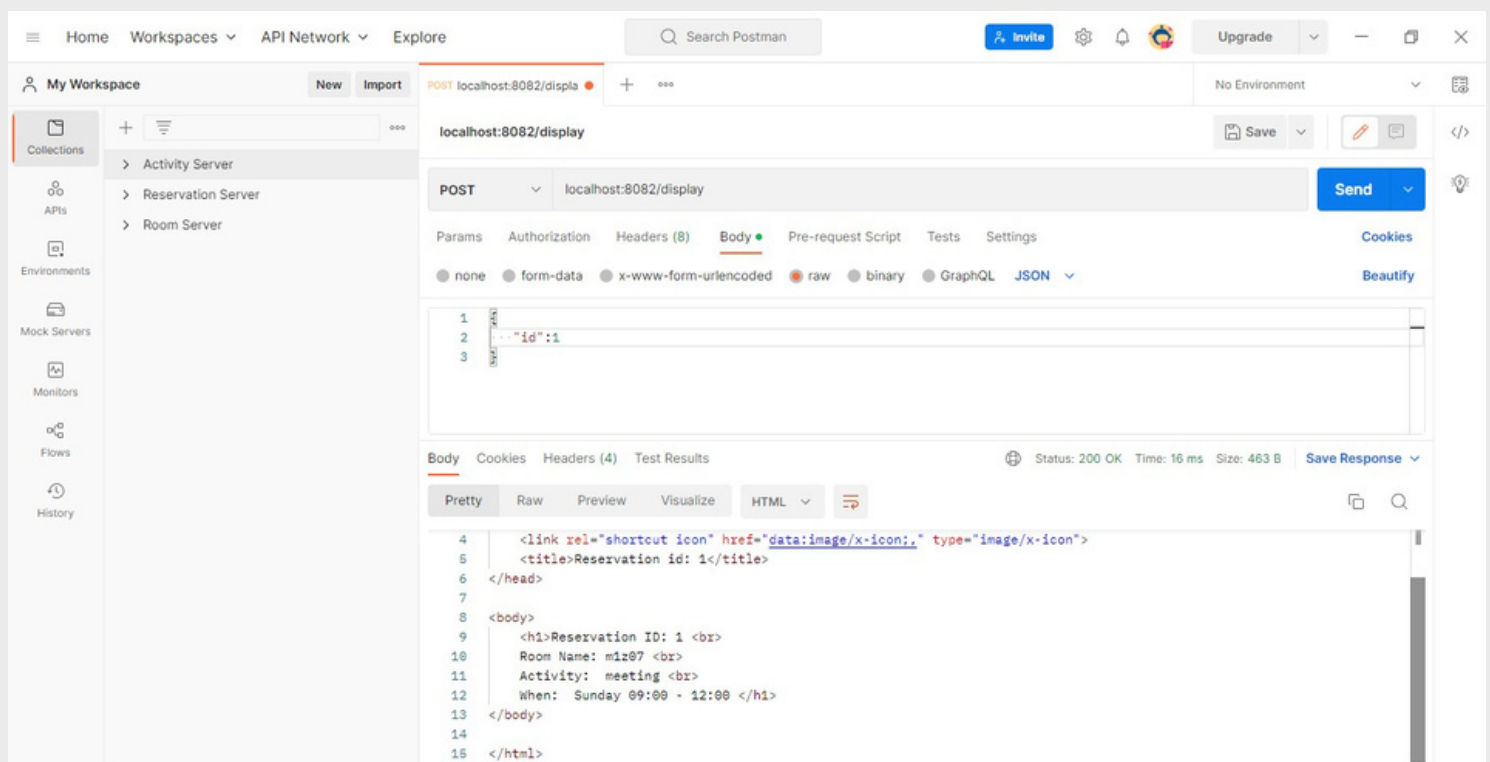 Home Workspaces API Network Explore Search Postman Invite Upgrade
My Workspace New Import POST localhost:8082/displa No Environment
Collections
APIs
Environments
Mock Servers
Monitors
Flows
History
Activity Server
Reservation Server
Room Server
localhost:8082/display Save
POST localhost:8082/display Send
Params Authorization Headers (8) Body Pre-request Script Tests Settings Cookies
none form-data x-www-form-urlencoded raw binary GraphQL JSON Beautify
1 {
2 "id":1
3 }
Body Cookies Headers (4) Test Results Status: 200 OK Time: 16 ms Size: 463 B Save Response
Pretty Raw Preview Visualize HTML
4 <link rel="shortcut icon" href="data:image/x-icon;," type="image/x-icon">
5 <title>Reservation id: 1</title>
6 </head>
7
8 <body>
9 <h1>Reservation ID: 1 <br>
10 Room Name: m1z07 <br>
11 Activity:  meeting <br>
12 When:  Sunday 09:00 - 12:00 </h1>
13 </body>
14
15 </html>